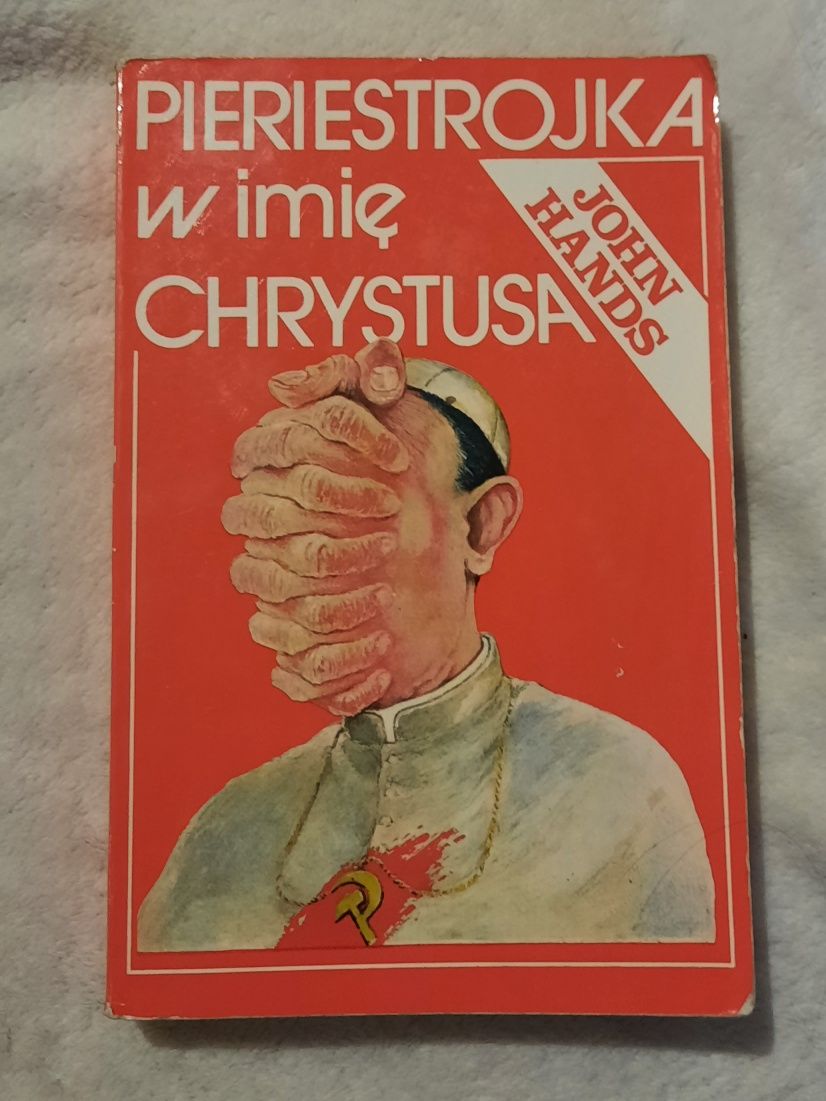 PIERIESTROJKA
w imię
CHRYSTUSA
JOHN
HANDS